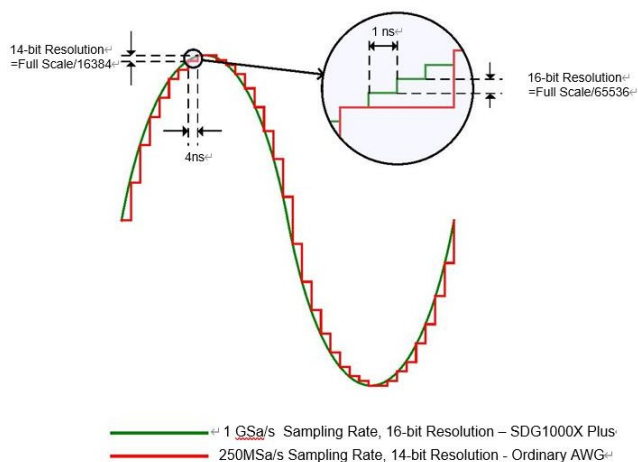 14-bit Resolution
=Full Scale/16384
1 ns
16-bit Resolution
=Full Scale/65536
4ns
1 GSa/s Sampling Rate, 16-bit Resolution – SDG1000X Plus
250MSa/s Sampling Rate, 14-bit Resolution - Ordinary AWG